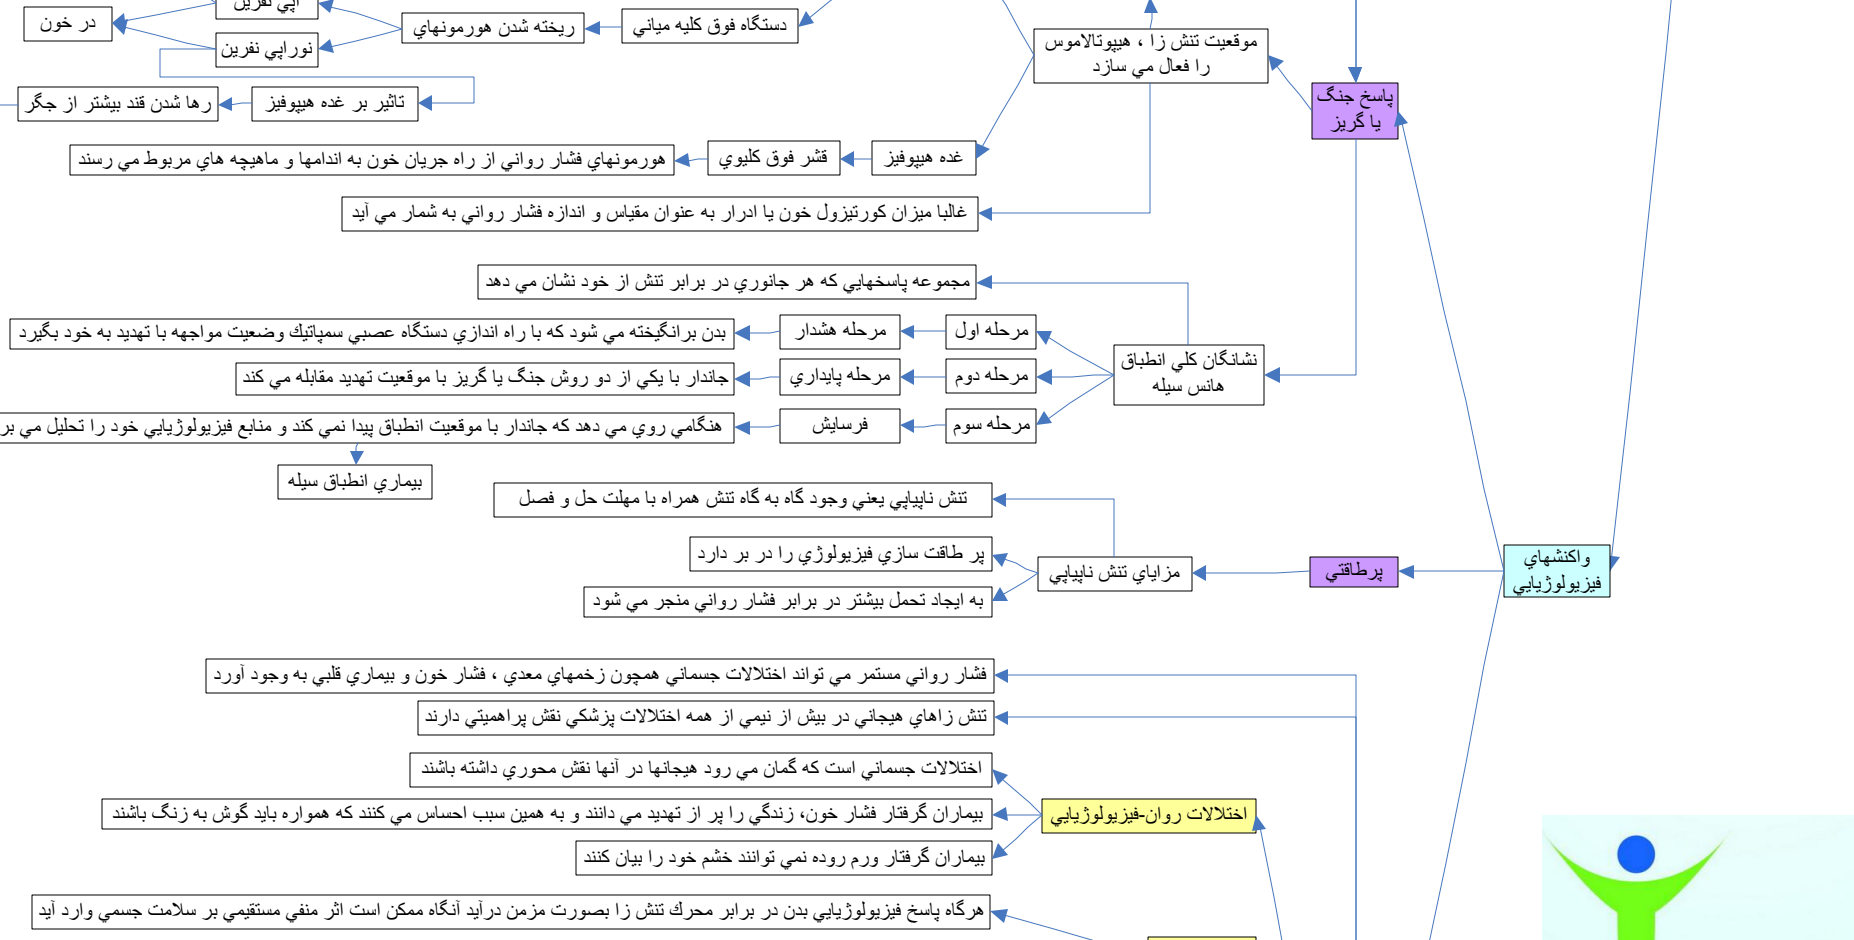 اپي نفرين
در خون
نوراپي نفرين
ريخته شدن هورمونهاي
دستگاه فوق كليه مياني
موقعيت تنش زا ، هيپوتالاموس
را فعال مي سازد
پاسخ جنگ
يا گريز
تاثير بر غده هيپوفيز
رها شدن قند بيشتر از جگر
غده هيپوفيز
قشر فوق كليوي
هورمونهاي فشار رواني از راه جريان خون به اندامها و ماهيچه هاي مربوط مي رسند
غالبا ميزان كورتيزول خون يا ادرار به عنوان مقياس و اندازه فشار رواني به شمار مي آيد
مجموعه پاسخهايي كه هر جانوري در برابر تنش از خود نشان مي دهد
نشانگان كلي انطباق
هانس سيله
مرحله اول
مرحله هشدار
بدن برانگيخته مي شود كه با راه اندازي دستگاه عصبي سمپاتيك وضعيت مواجهه با تهديد به خود بگيرد
مرحله دوم
مرحله پايداري
جاندار با يكي از دو روش جنگ يا گريز با موقعيت تهديد مقابله مي كند
مرحله سوم
فرسايش
هنگامي روي مي دهد كه جاندار با موقعيت انطباق پيدا نمي كند و منابع فيزيولوژيايي خود را تحليل مي بر
بيماري انطباق سيله
واكنشهاي
فيزيولوژيايي
پرطاقتي
مزاياي تنش ناپياپي
تنش ناپياپي يعني وجود گاه به گاه تنش همراه با مهلت حل و فصل
پر طاقت سازي فيزيولوژي را در بر دارد
به ايجاد تحمل بيشتر در برابر فشار رواني منجر مي شود
فشار رواني مستمر مي تواند اختلالات جسماني همچون زخمهاي معدي ، فشار خون و بيماري قلبي به وجود آورد
تنش زاهاي هيجاني در بيش از نيمي از همه اختلالات پزشكي نقش پراهميتي دارند
اختلالات روان-فيزيولوژيايي
اختلالات جسماني است كه گمان مي رود هيجانها در آنها نقش محوري داشته باشند
بيماران گرفتار فشار خون، زندگي را پر از تهديد مي دانند و به همين سبب احساس مي كنند كه همواره بايد گوش به زنگ باشند
بيماران گرفتار ورم روده نمي توانند خشم خود را بيان كنند
هرگاه پاسخ فيزيولوژيايي بدن در برابر محرك تنش زا بصورت مزمن درآيد آنگاه ممكن است اثر منفي مستقيمي بر سلامت جسمي وارد آيد